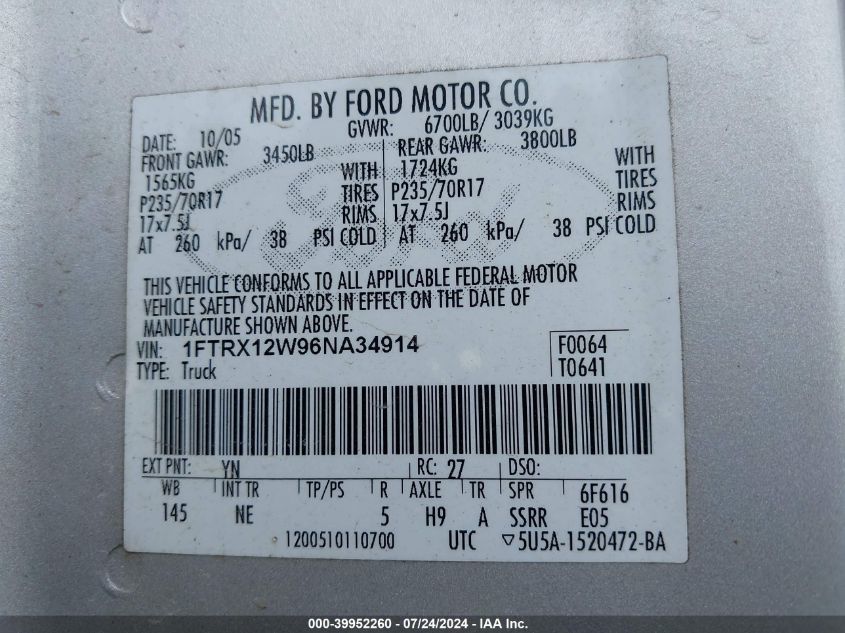 MFD. BY FORD MOTOR CO.
DATE: 10/05 GVWR: 6700LB/ 3039KG
FRONT GAWR: 3450LB REAR GAWR: 3800LB
1565KG WITH 1724KG WITH
P235/70R17 TIRES P235/70R17 TIRES
17x7.5J RIMS 17x7.5J RIMS
AT 260 kPa/ 38 PSI COLD AT 260 kPa/ 38 PSI COLD
THIS VEHICLE CONFORMS TO ALL APPLICABLE FEDERAL MOTOR
VEHICLE SAFETY STANDARDS IN EFFECT ON THE DATE OF
MANUFACTURE SHOWN ABOVE.
VIN: 1FTRX12W96NA34914 F0064
TYPE: Truck T0641
EXT PNT: YN RC: 27 DSO:
WB INT TR TP/PS R AXLE TR SPR 6F616
145 NE 5 H9 A SSRR E05
1200510110700 UTC ▽5U5A-1520472-BA
000-39952260 - 07/24/2024 - IAA Inc.